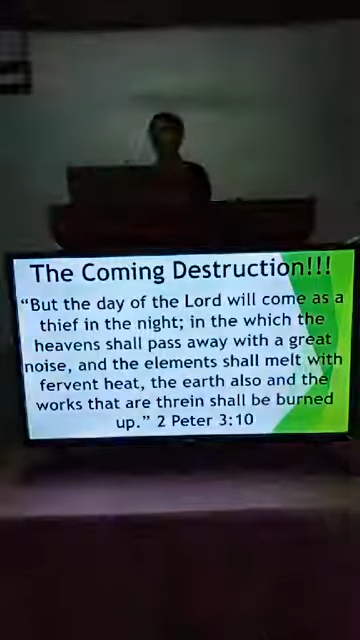 The Coming Destruction!!!
“But the day of the Lord will come as a
thief in the night; in the which the
heavens shall pass away with a great
noise, and the elements shall melt with
fervent heat, the earth also and the
works that are threin shall be burned
up.” 2 Peter 3:10